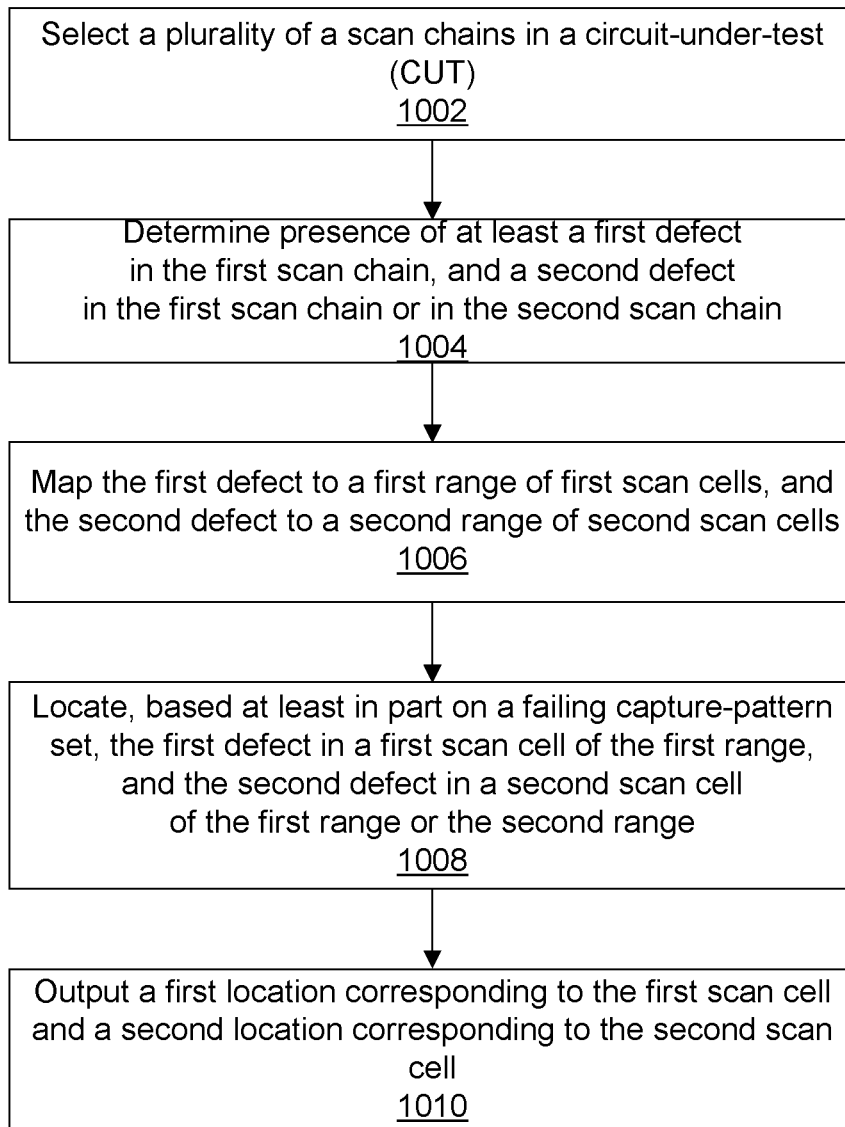 Select a plurality of a scan chains in a circuit-under-test
(CUT)
1002
Determine presence of at least a first defect
in the first scan chain, and a second defect
in the first scan chain or in the second scan chain
1004
Map the first defect to a first range of first scan cells, and
the second defect to a second range of second scan cells
1006
Locate, based at least in part on a failing capture-pattern
set, the first defect in a first scan cell of the first range,
and the second defect in a second scan cell
of the first range or the second range
1008
Output a first location corresponding to the first scan cell
and a second location corresponding to the second scan
cell
1010